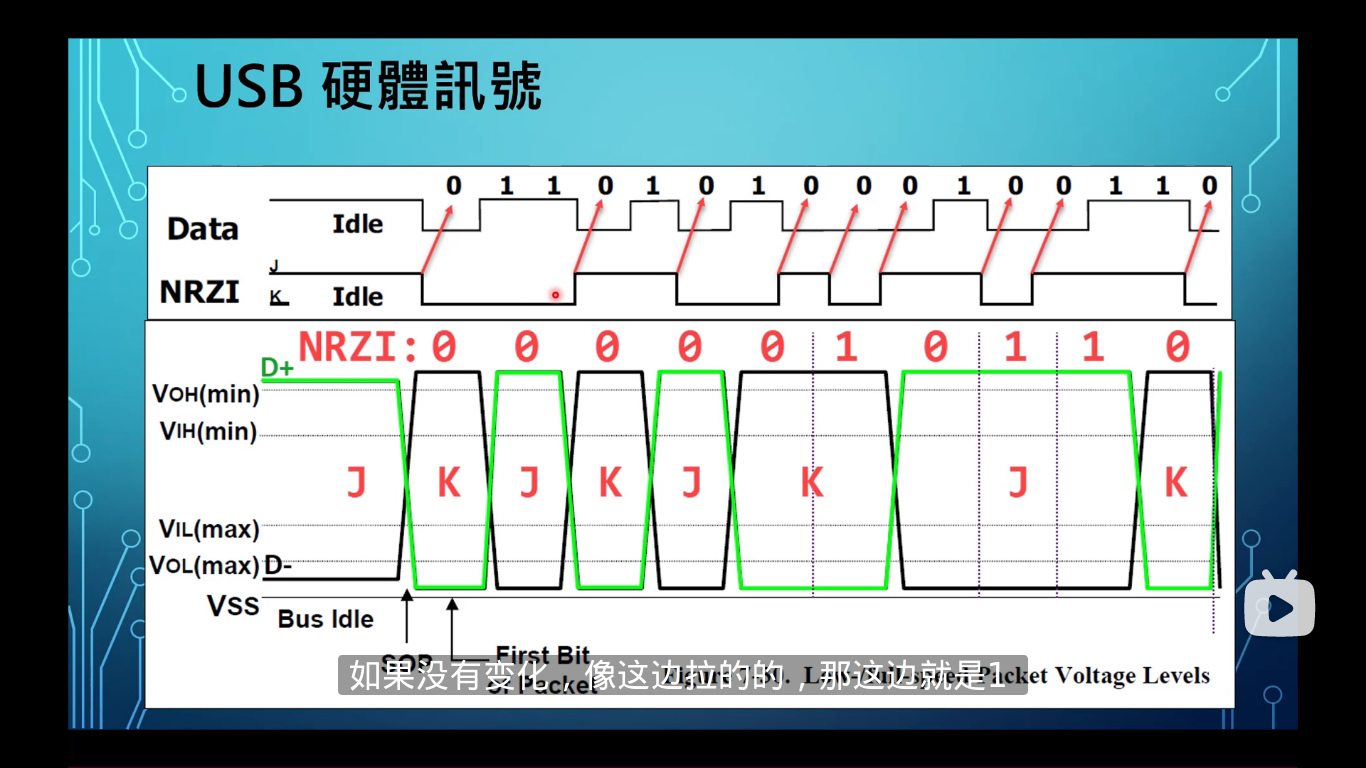 USB 硬體訊號
0 1 1 0 1 0 1 0 0 0 1 0 0 1 1 0
Data Idle
J
NRZI K Idle
NRZI: 0 0 0 0 0 1 0 1 1 0
D+
VOH(min)
VIH(min)
J K J K J K J K
VIL(max)
VOL(max) D-
VSS
Bus Idle
SOP
First Bit
of Packet
Packet Voltage Levels
如果没有变化，像这边拉的的，那这边就是1